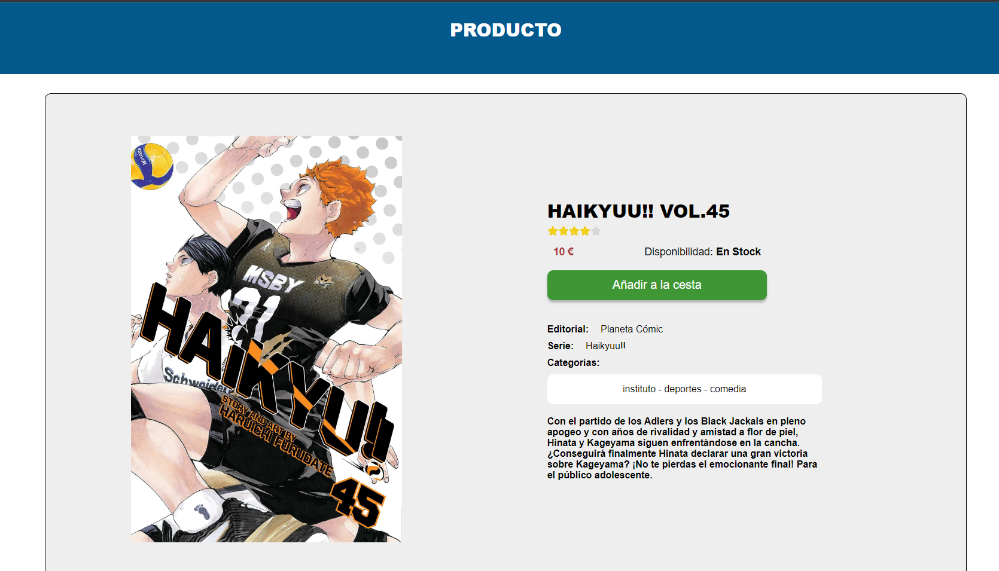 PRODUCTO
MIKASA
MSBY
21
Schweiden
HAIKYU!!
STORY AND ART BY
HARUICHI FURUDATE
45
HAIKYUU!! VOL.45
10 €
Disponibilidad: En Stock
Añadir a la cesta
Editorial: Planeta Cómic
Serie: Haikyuu!!
Categorías:
instituto - deportes - comedia
Con el partido de los Adlers y los Black Jackals en pleno
apogeo y con años de rivalidad y amistad a flor de piel,
Hinata y Kageyama siguen enfrentándose en la cancha.
¿Conseguirá finalmente Hinata declarar una gran victoria
sobre Kageyama? ¡No te pierdas el emocionante final! Para
el público adolescente.